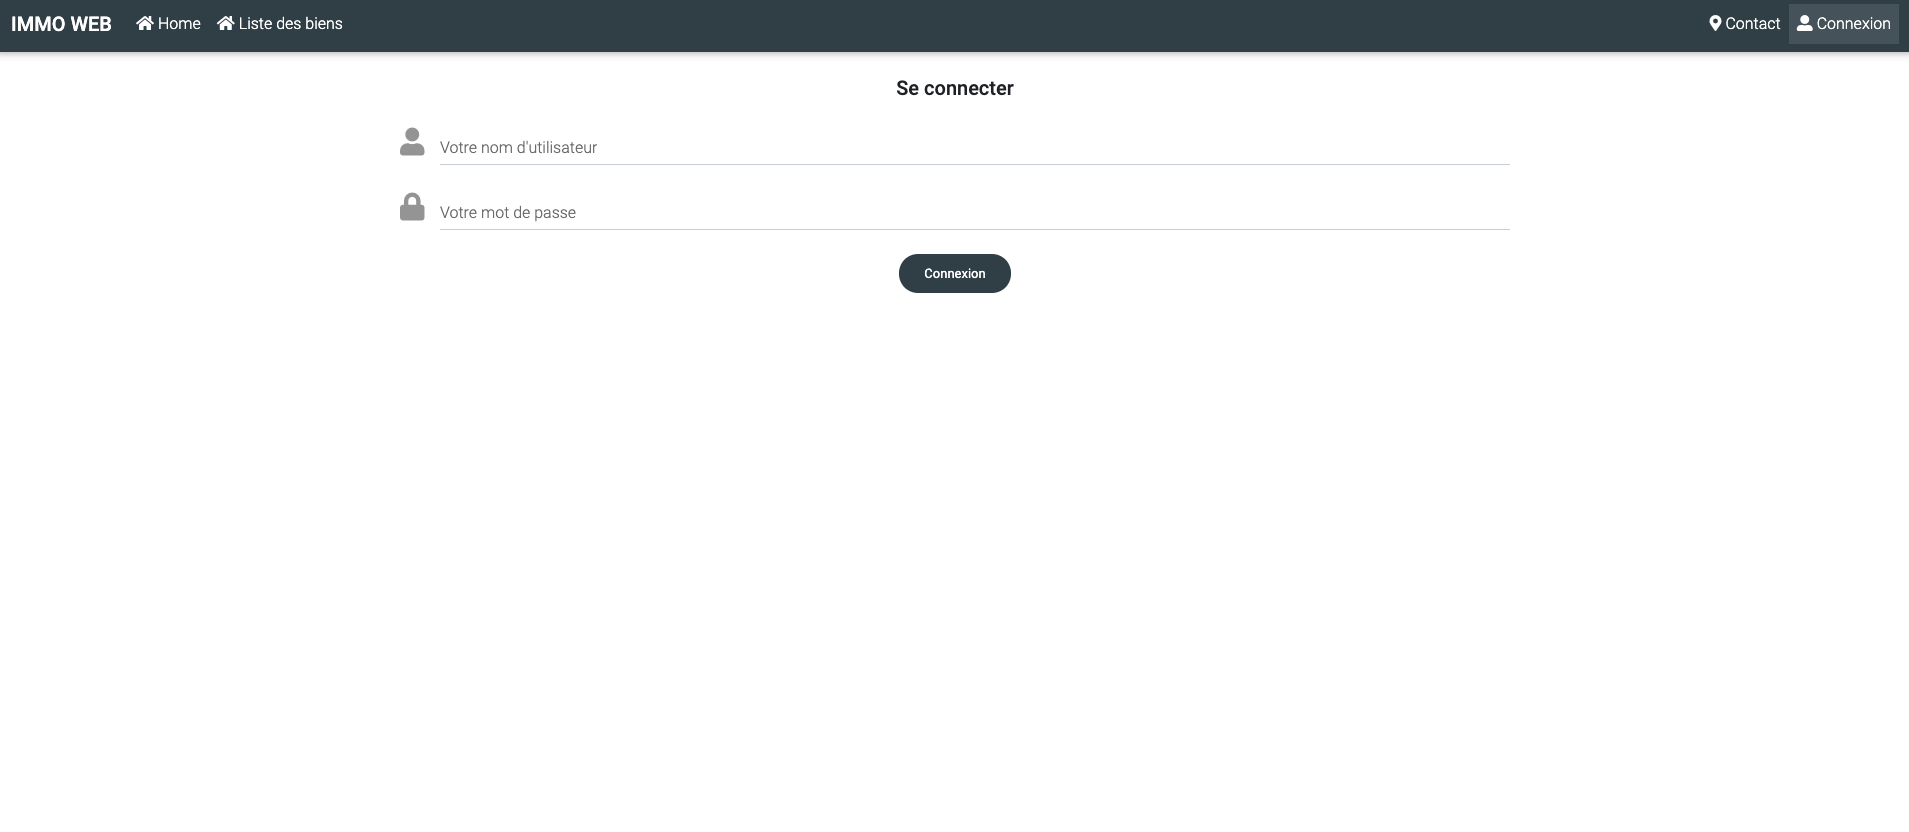 IMMO WEB Home Liste des biens Contact Connexion
Se connecter
Votre nom d'utilisateur
Votre mot de passe
Connexion